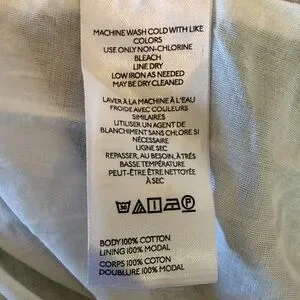 MACHINE WASH COLD WITH LIKE
COLORS
USE ONLY NON-CHLORINE
BLEACH
LINE DRY
LOW IRON AS NEEDED
MAY BE DRY CLEANED
LAVER À LA MACHINE À L'EAU
FROIDE AVEC COULEURS
SIMILAIRES
UTILISER UN AGENT DE
BLANCHIMENT SANS CHLORE SI
NÉCESSAIRE
LIGNE SEC
REPASSER, AU BESOIN, À TRÈS
BASSE TEMPÉRATURE
PEUT-ÊTRE ÊTRE NETTOYÉE
À SEC
BODY 100% COTTON
LINING 100% MODAL
CORPS 100% COTON
DOUBLURE 100% MODAL